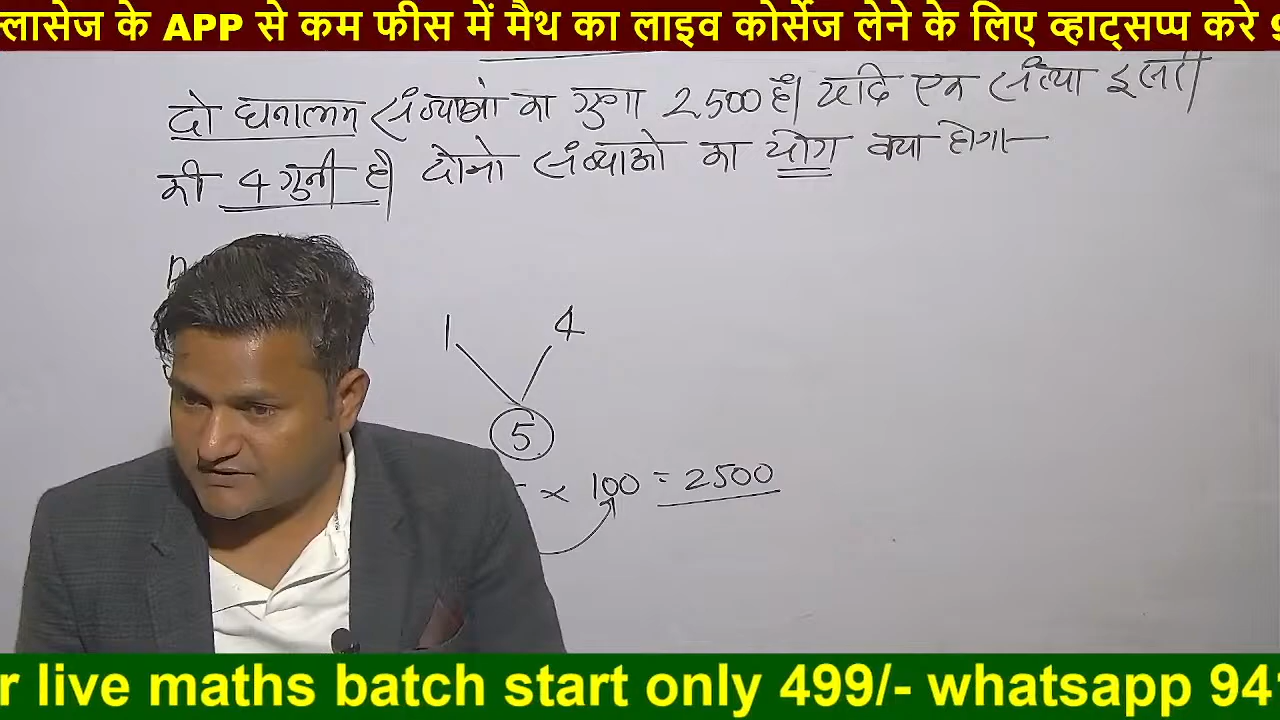 लासेज के APP से कम फीस में मैथ का लाइव कोर्सेज लेने के लिए व्हाट्सप्प करे 9
दो धनात्मक संख्याओं का गुणा 2500 है। यदि एक संख्या दूसरी
की 4 गुनी है। दोनो संख्याओ का योग क्या होगा-
1 4
5
× 100 = 2500
r live maths batch start only 499/- whatsapp 94